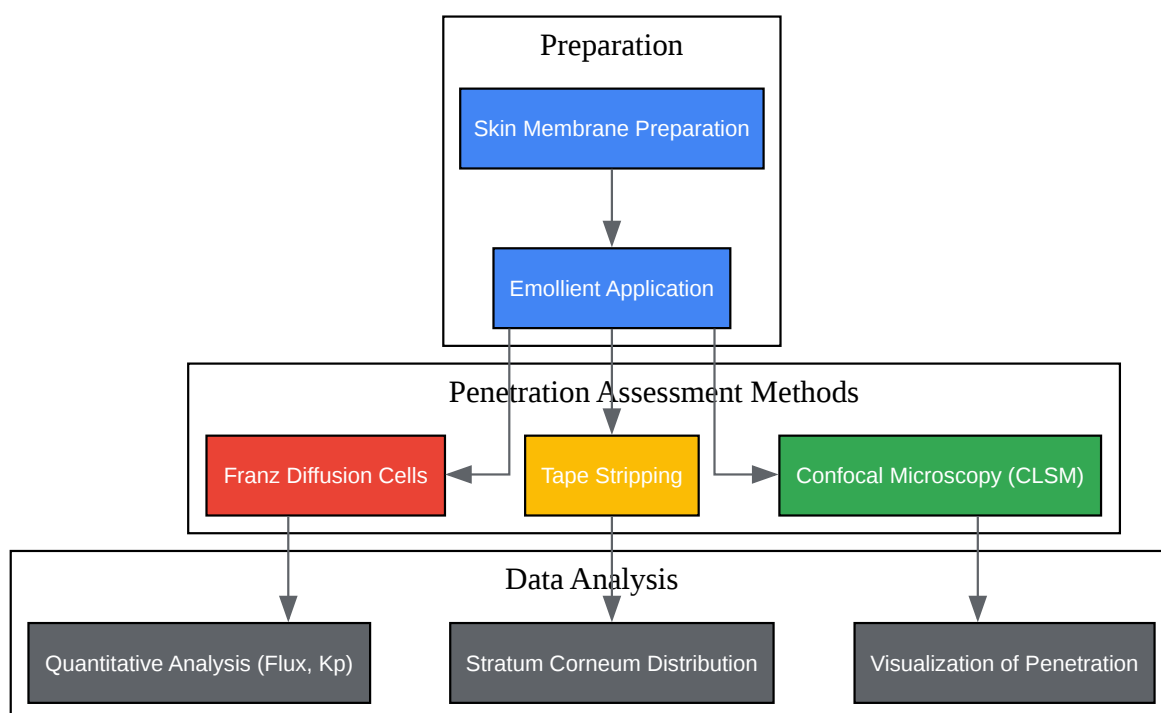 Preparation
Skin Membrane Preparation
Emollient Application
Penetration Assessment Methods
Franz Diffusion Cells
Tape Stripping
Confocal Microscopy (CLSM)
Data Analysis
Quantitative Analysis (Flux, Kp)
Stratum Corneum Distribution
Visualization of Penetration